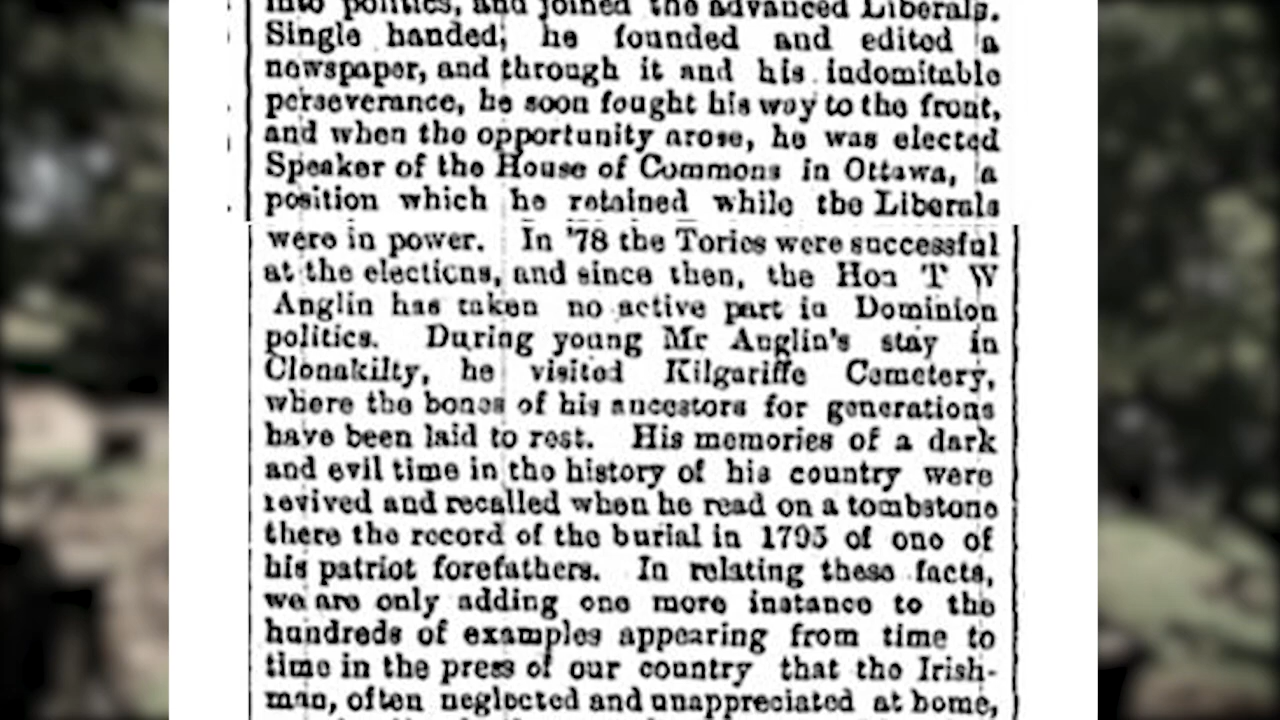 into politics, and joined the advanced Liberals.
Single handed, he founded and edited a
newspaper, and through it and his indomitable
perseverance, he soon fought his way to the front,
and when the opportunity arose, he was elected
Speaker of the House of Commons in Ottawa, a
position which he retained while the Liberals
were in power. In '78 the Tories were successful
at the elections, and since then, the Hon T W
Anglin has taken no active part in Dominion
politics. During young Mr Anglin's stay in
Clonakilty, he visited Kilgariffe Cemetery,
where the bones of his ancestors for generations
have been laid to rest. His memories of a dark
and evil time in the history of his country were
revived and recalled when he read on a tombstone
there the record of the burial in 1795 of one of
his patriot forefathers. In relating these facts,
we are only adding one more instance to the
hundreds of examples appearing from time to
time in the press of our country that the Irish-
man, often neglected and unappreciated at home,